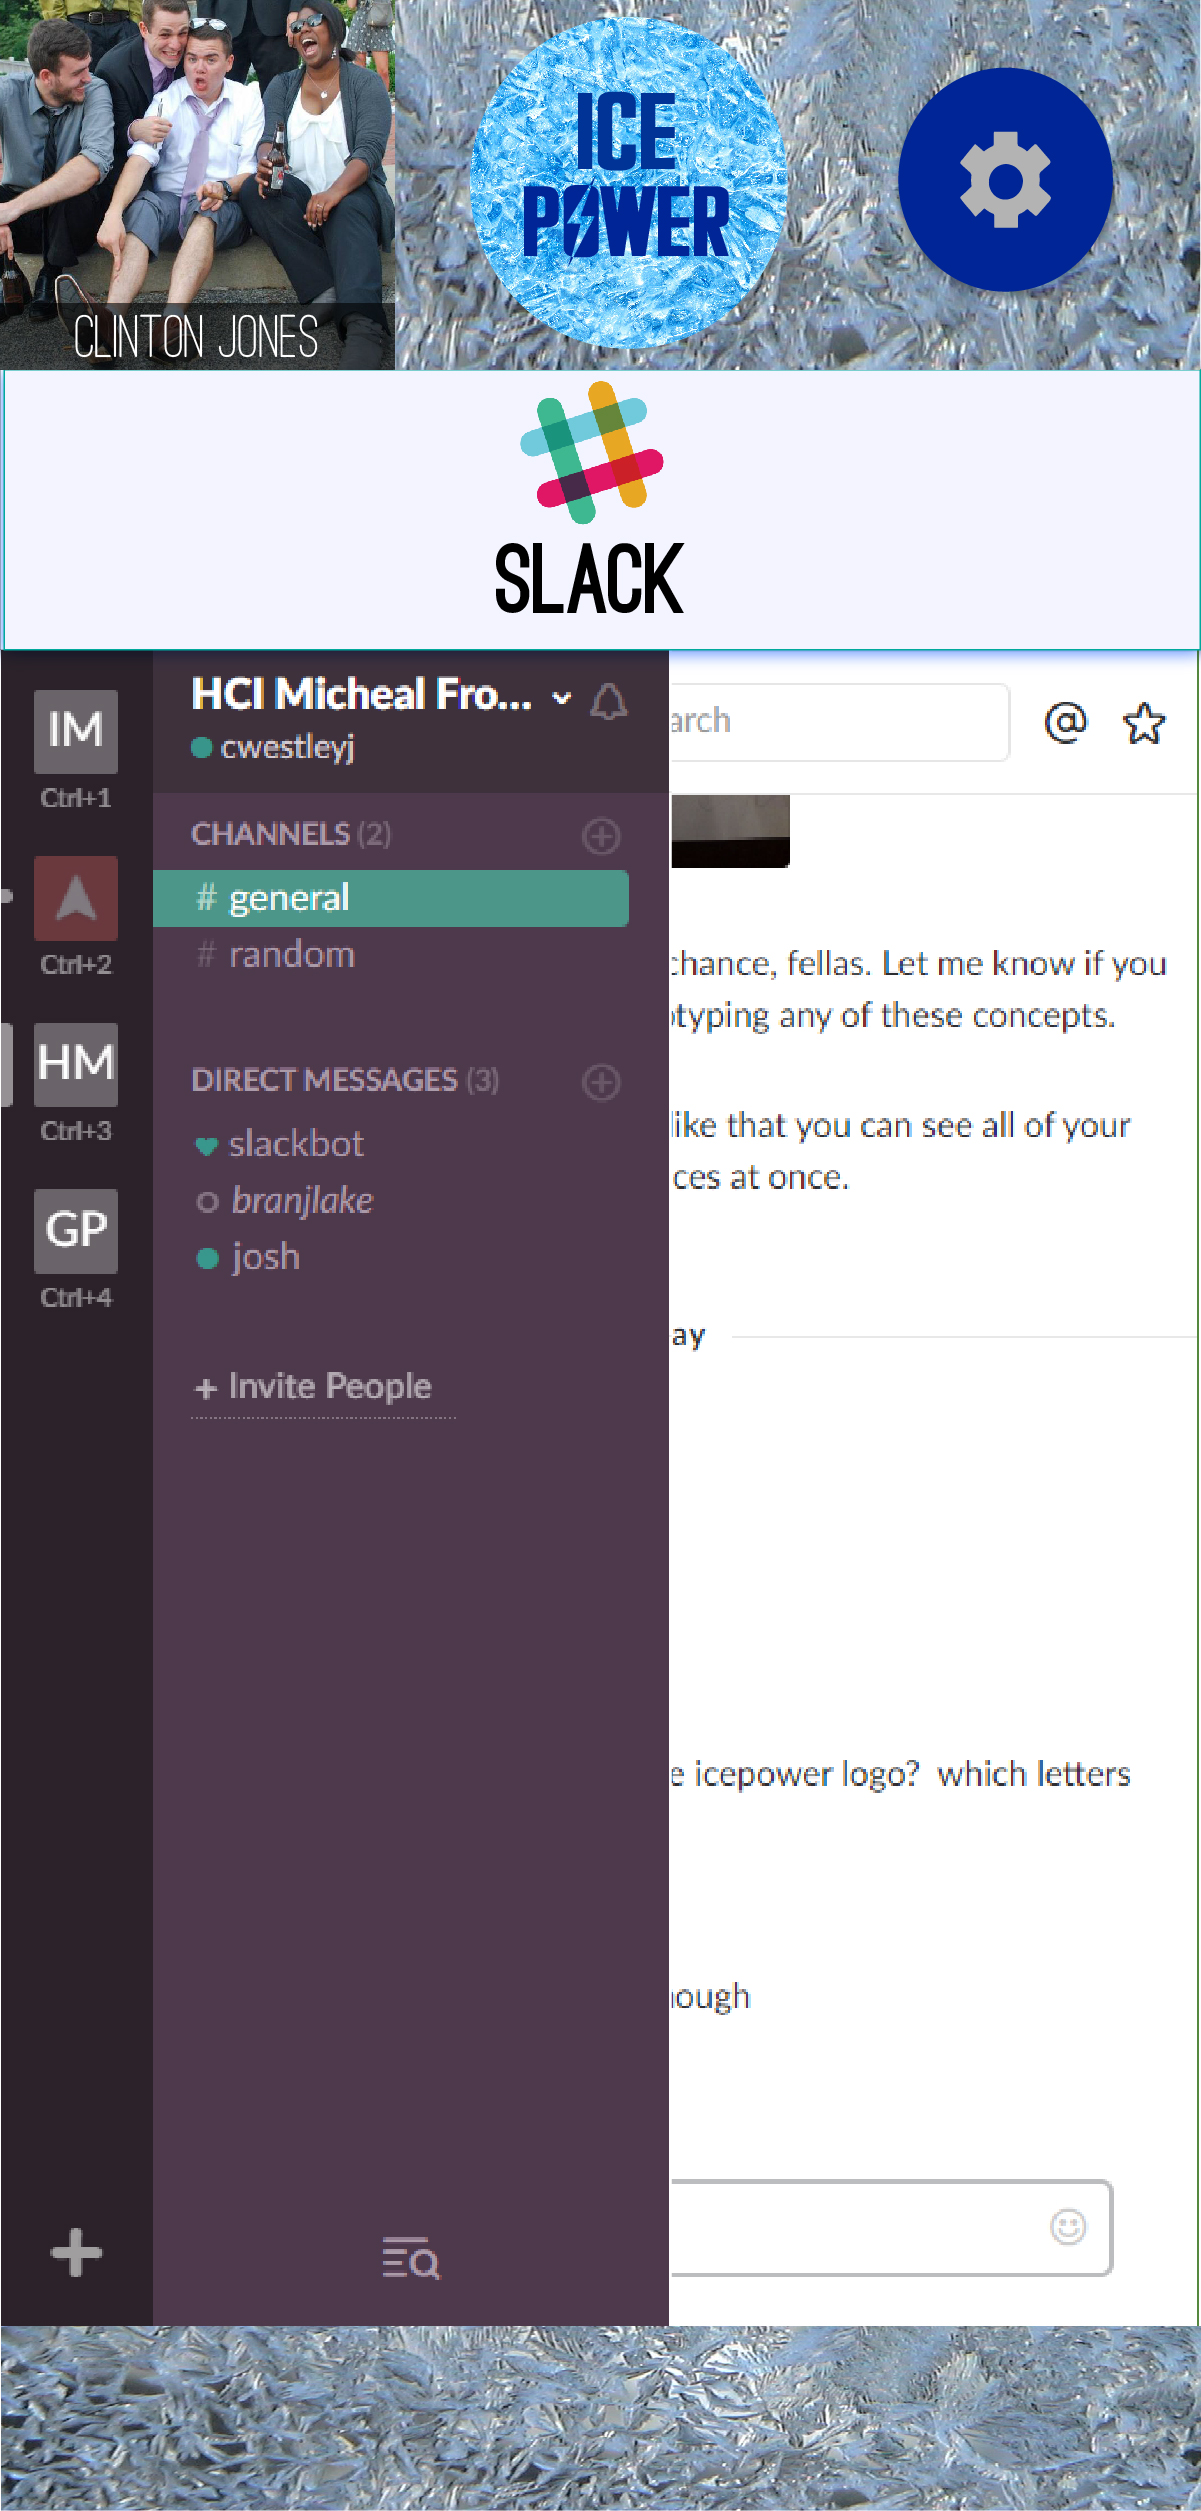 CLINTON JONES
ICE
POWER
SLACK
IM
Ctrl+1
Ctrl+2
HM
Ctrl+3
GP
Ctrl+4
HCI Micheal Fro...
cwestleyj
CHANNELS (2)
# general
# random
DIRECT MESSAGES (3)
slackbot
branjlake
josh
+ Invite People
arch
@
chance, fellas. Let me know if you
typing any of these concepts.
like that you can see all of your
ces at once.
ay
e icepower logo? which letters
ough